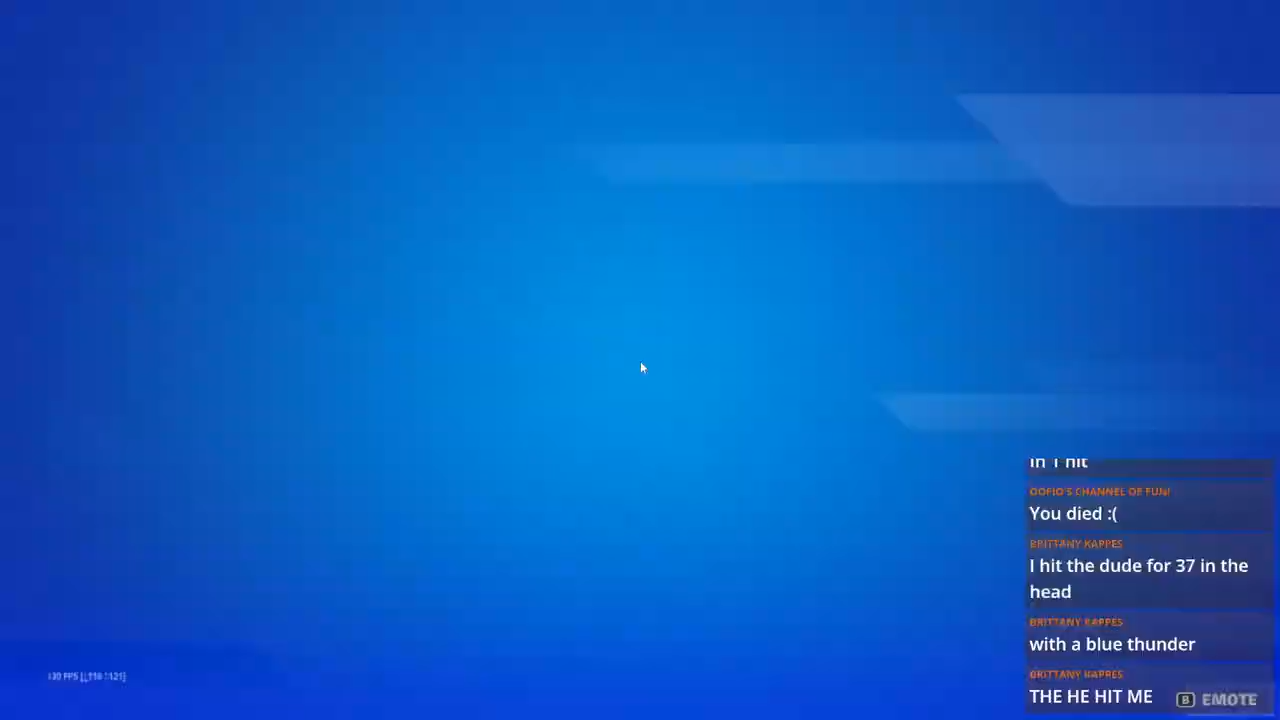 in 1 hit
OOFIO'S CHANNEL OF FUN!
You died :(
BRITTANY KAPPES
I hit the dude for 37 in the
head
BRITTANY KAPPES
with a blue thunder
BRITTANY KAPPES
THE HE HIT ME
B EMOTE